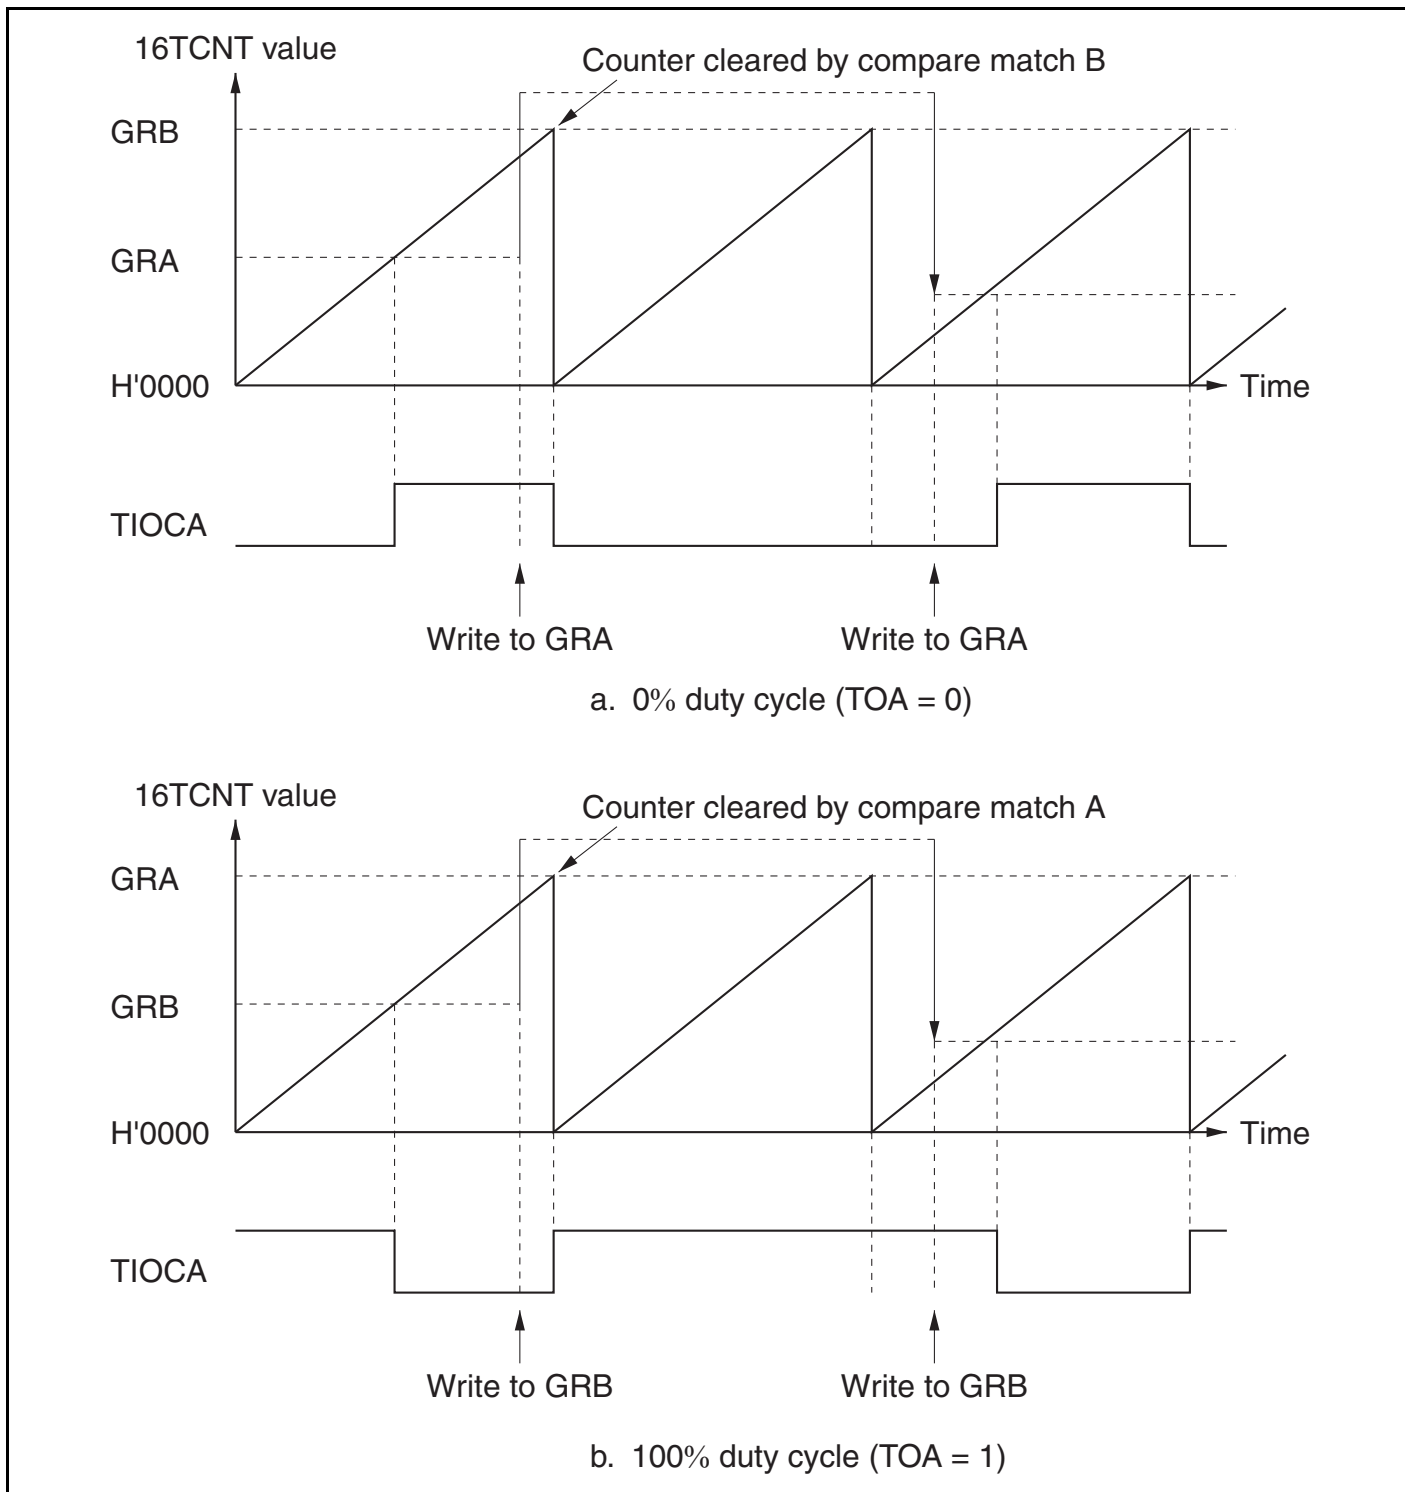 16TCNT value
Counter cleared by compare match B
GRB
GRA
H'0000
Time
TIOCA
Write to GRA
Write to GRA
a. 0% duty cycle (TOA = 0)
16TCNT value
Counter cleared by compare match A
GRA
GRB
H'0000
Time
TIOCA
Write to GRB
Write to GRB
b. 100% duty cycle (TOA = 1)